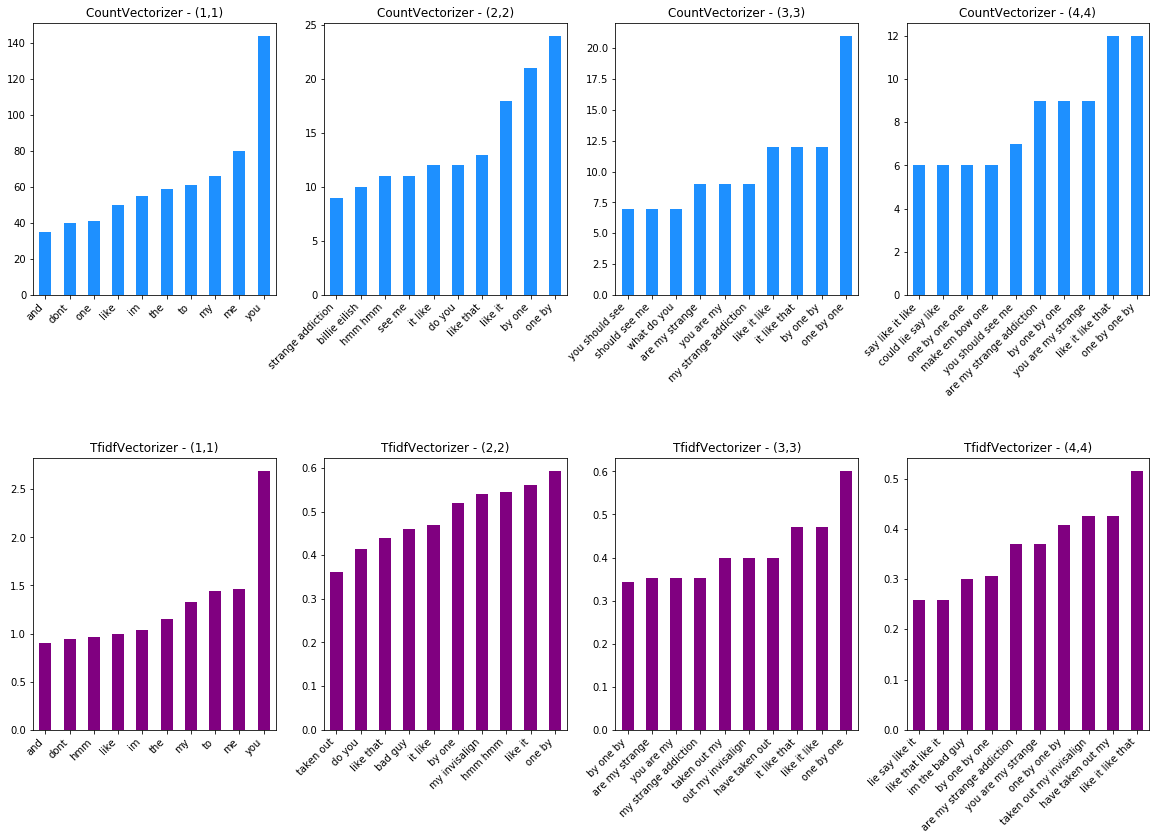 CountVectorizer - (1,1)
140
120
100
80
60
40
20
0
and
dont
one
like
im
the
to
my
me
you
CountVectorizer - (2,2)
25
20
15
10
5
0
strange addiction
billie eilish
hmm hmm
see me
it like
do you
like that
like it
by one
one by
CountVectorizer - (3,3)
20.0
17.5
15.0
12.5
10.0
7.5
5.0
2.5
0.0
you should see
should see me
what do you
are my strange
you are my
my strange addiction
like it like
it like that
by one by
one by one
CountVectorizer - (4,4)
12
10
8
6
4
2
0
say like it like
could lie say like
one by one one
make em bow one
you should see me
are my strange addiction
by one by one
you are my strange
like it like that
one by one by
TfidfVectorizer - (1,1)
2.5
2.0
1.5
1.0
0.5
0.0
and
dont
hmm
like
im
the
my
to
me
you
TfidfVectorizer - (2,2)
0.6
0.5
0.4
0.3
0.2
0.1
0.0
taken out
do you
like that
bad guy
it like
by one
my invisalign
hmm hmm
like it
one by
TfidfVectorizer - (3,3)
0.6
0.5
0.4
0.3
0.2
0.1
0.0
by one by
are my strange
you are my
my strange addiction
taken out my
out my invisalign
have taken out
it like that
like it like
one by one
TfidfVectorizer - (4,4)
0.5
0.4
0.3
0.2
0.1
0.0
lie say like it
like that like it
im the bad guy
by one by one
are my strange addiction
you are my strange
one by one by
taken out my invisalign
have taken out my
like it like that